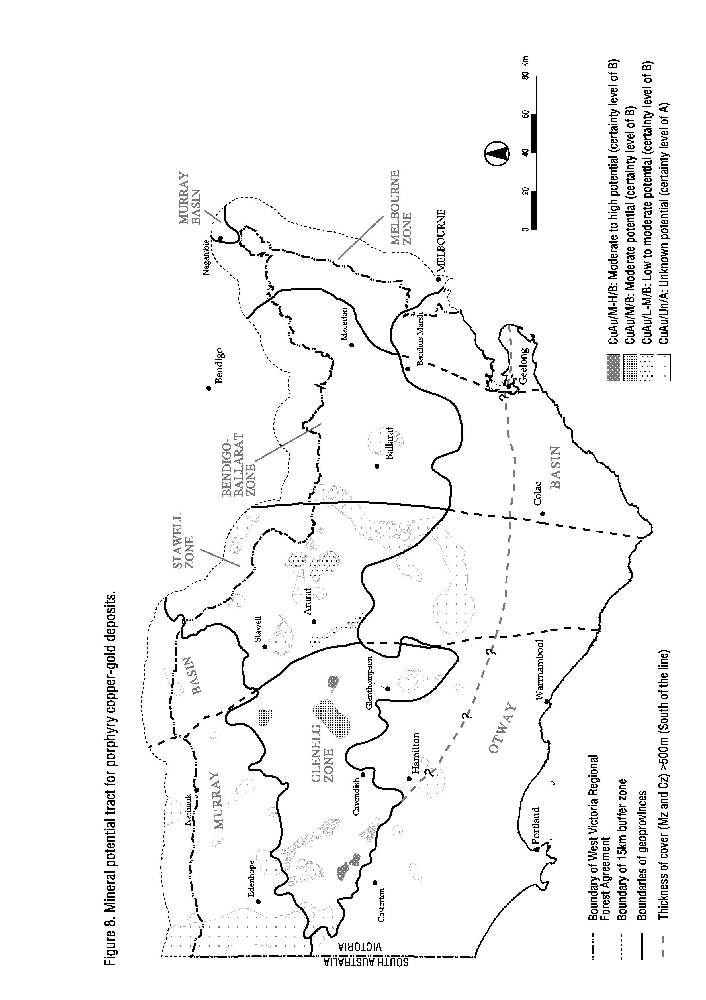 Figure 8. Mineral potential tract for porphyry copper-gold deposits.
MURRAY
BASIN
Nagambie
Bendigo
STAWELL
ZONE
BENDIGO-
BALLARAT
ZONE
MELBOURNE
ZONE
MELBOURNE
Macedon
Bacchus Marsh
Ballarat
Geelong
?
BASIN
Stawell
Ararat
Natimuk
MURRAY
Edenhope
GLENELG
ZONE
Glenthompson
Cavendish
Hamilton
Casterton
?
?
?
OTWAY
BASIN
Colac
Warrnambool
Portland
SOUTH AUSTRALIA
VICTORIA
0
20
40
60
80 Km
Boundary of West Victoria Regional
Forest Agreement
Boundary of 15km buffer zone
Boundaries of geoprovinces
Thickness of cover (Mz and Cz) >500m (South of the line)
CuAu/M-H/B: Moderate to high potential (certainty level of B)
CuAu/M/B: Moderate potential (certainty level of B)
CuAu/L-M/B: Low to moderate potential (certainty level of B)
CuAu/Un/A: Unknown potential (certainty level of A)